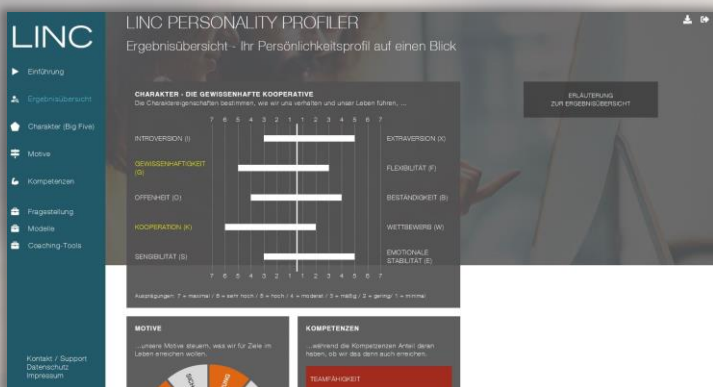 LINC
Einführung
Ergebnisübersicht
Charakter (Big Five)
Motive
Kompetenzen
Fragestellung
Modelle
Coaching-Tools
Kontakt / Support
Datenschutz
Impressum
LINC PERSONALITY PROFILER
Ergebnisübersicht - Ihr Persönlichkeitsprofil auf einen Blick
ERLÄUTERUNG
ZUR ERGEBNISÜBERSICHT
CHARAKTER - DIE GEWISSENHAFTE KOOPERATIVE
Die Charaktereigenschaften bestimmen, wie wir uns verhalten und unser Leben führen, ...
7 6 5 4 3 2 1 1 2 3 4 5 6 7
INTROVERSION (I) EXTRAVERSION (X)
GEWISSENHAFTIGKEIT
(G) FLEXIBILITÄT (F)
OFFENHEIT (O) BESTÄNDIGKEIT (B)
KOOPERATION (K) WETTBEWERB (W)
SENSIBILITÄT (S) EMOTIONALE
STABILITÄT (E)
7 6 5 4 3 2 1 1 2 3 4 5 6 7
Ausprägungen: 7 = maximal / 6 = sehr hoch / 5 = hoch / 4 = moderat / 3 = mäßig / 2 = gering/ 1 = minimal
MOTIVE
...unsere Motive steuern, was wir für Ziele im
Leben erreichen wollen.
KOMPETENZEN
...während die Kompetzenzen Anteil daran
haben, ob wir das denn auch erreichen.
TEAMFÄHIGKEIT